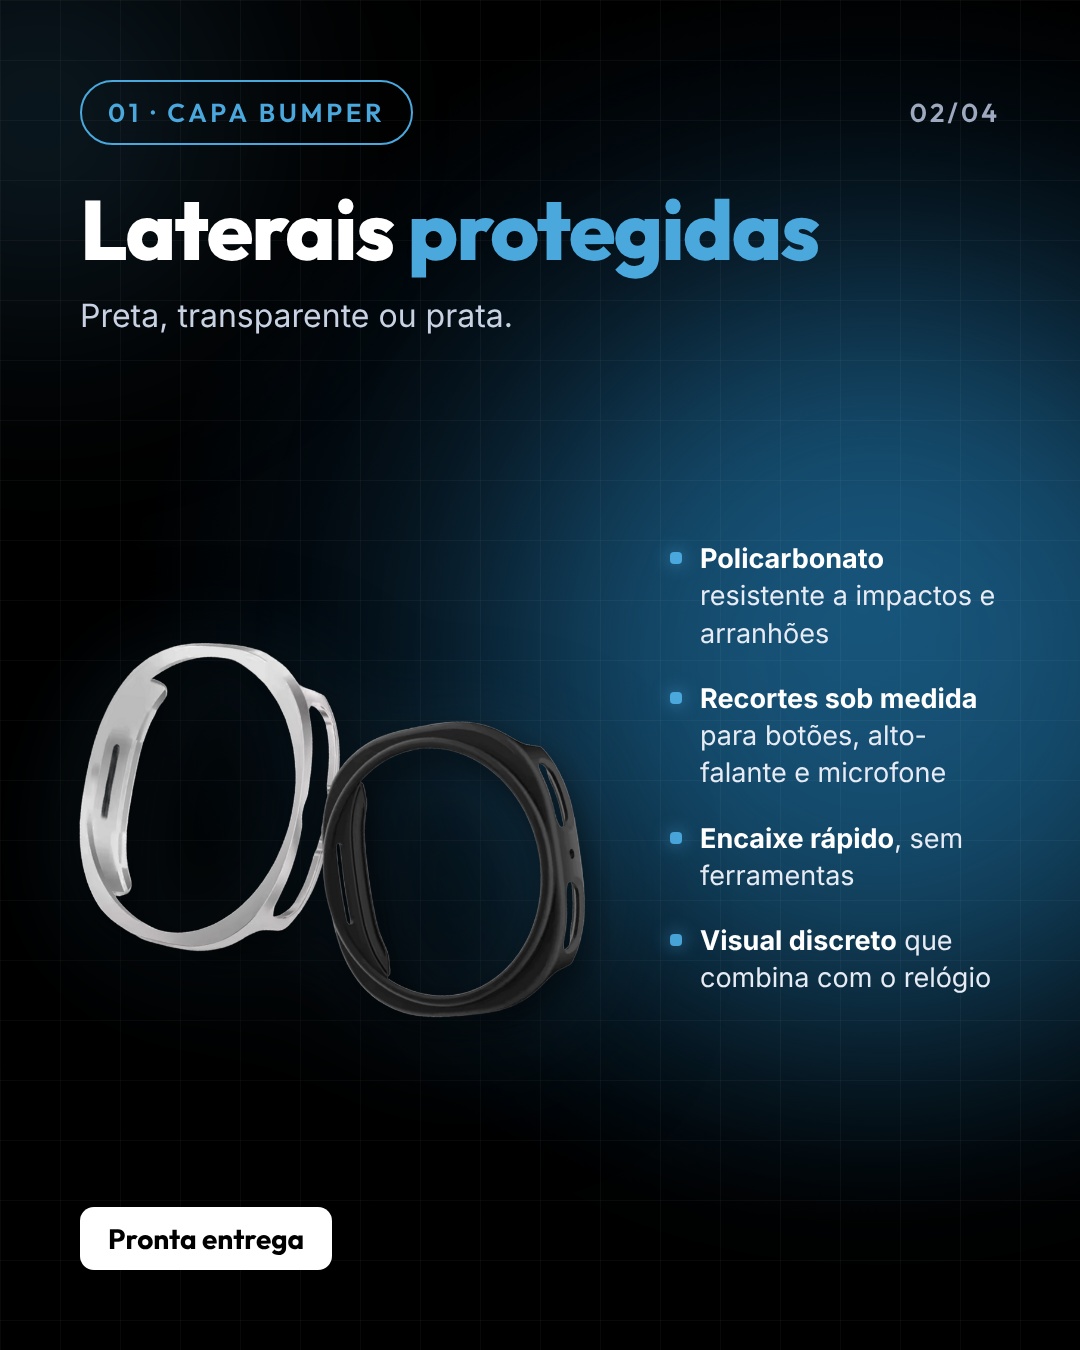 01 · CAPA BUMPER
02/04
Laterais protegidas
Preta, transparente ou prata.
Policarbonato
resistente a impactos e
arranhões
Recortes sob medida
para botões, alto-
falante e microfone
Encaixe rápido, sem
ferramentas
Visual discreto que
combina com o relógio
Pronta entrega